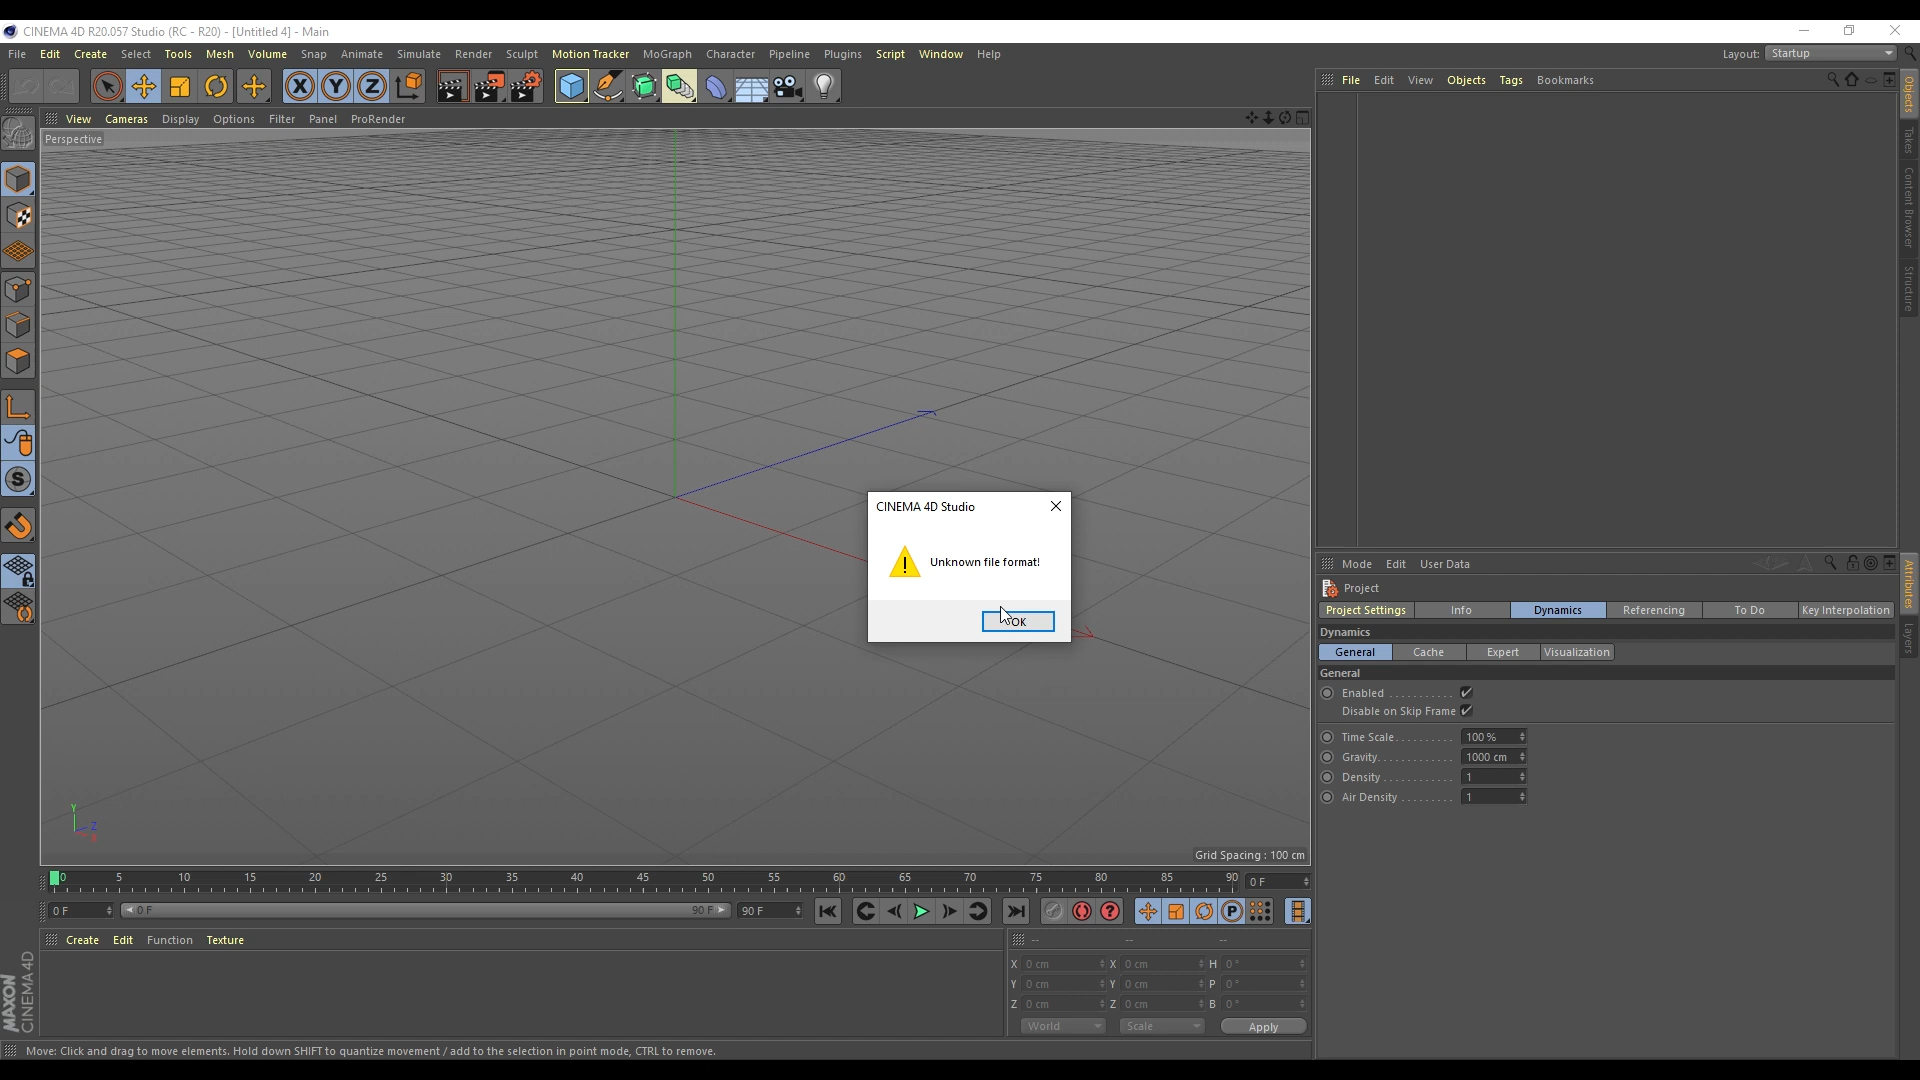 CINEMA 4D R20.057 Studio (RC - R20) - [Untitled 4] - Main
File Edit Create Select Tools Mesh Volume Snap Animate Simulate Render Sculpt Motion Tracker MoGraph Character Pipeline Plugins Script Window Help Layout: Startup
X Y Z
File Edit View Objects Tags Bookmarks
View Cameras Display Options Filter Panel ProRender
Perspective
Objects
Takes
Content Browser
Structure
CINEMA 4D Studio
Unknown file format!
OK
Mode Edit User Data
Project
Project Settings Info Dynamics Referencing To Do Key Interpolation
Dynamics
General Cache Expert Visualization
General
Enabled
Disable on Skip Frame
Time Scale 100 %
Gravity 1000 cm
Density 1
Air Density 1
Attributes
Layers
Y
Z
X
Grid Spacing : 100 cm
0 5 10 15 20 25 30 35 40 45 50 55 60 65 70 75 80 85 90 0 F
0 F 0 F 90 F 90 F
Create Edit Function Texture
-- -- --
X 0 cm X 0 cm H 0 °
Y 0 cm Y 0 cm P 0 °
Z 0 cm Z 0 cm B 0 °
World Scale Apply
MAXON
CINEMA 4D
Move: Click and drag to move elements. Hold down SHIFT to quantize movement / add to the selection in point mode, CTRL to remove.